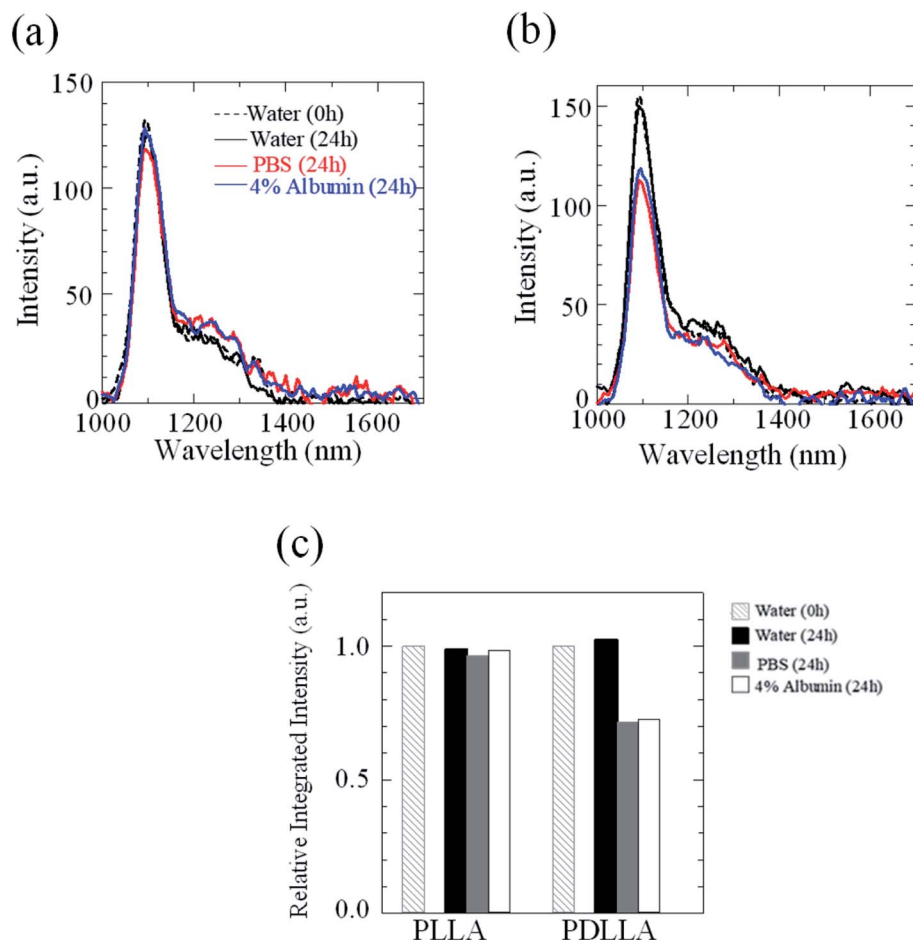 (a)
150
100
50
0
Intensity (a.u.)
Water (0h)
Water (24h)
PBS (24h)
4% Albumin (24h)
1000 1200 1400 1600
Wavelength (nm)
(b)
150
100
50
0
Intensity (a.u.)
1000 1200 1400 1600
Wavelength (nm)
(c)
Relative Integrated Intensity (a.u.)
1.0
0.5
0.0
PLLA PDLLA
Water (0h)
Water (24h)
PBS (24h)
4% Albumin (24h)